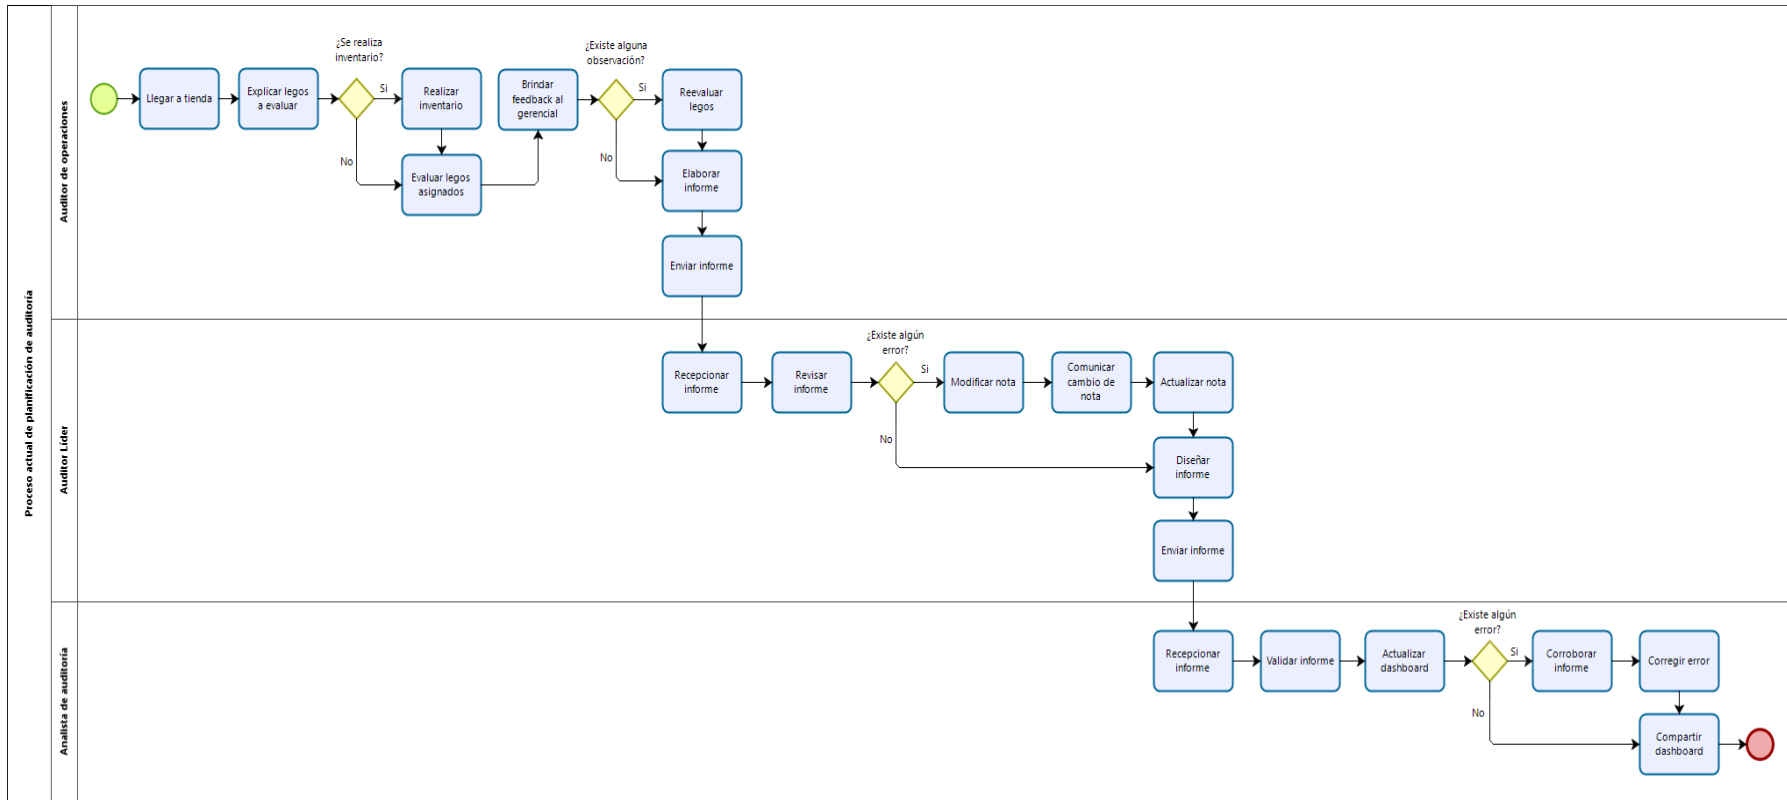 Proceso actual de planificación de auditoría
Auditor de operaciones
Llegar a tienda
Explicar legos
a evaluar
¿Se realiza
inventario?
Si
No
Realizar
inventario
Evaluar legos
asignados
Brindar
feedback al
gerencial
¿Existe alguna
observación?
Si
No
Reevaluar
legos
Elaborar
informe
Enviar informe
Auditor Líder
Recepcionar
informe
Revisar
informe
¿Existe algún
error?
Si
No
Modificar nota
Comunicar
cambio de
nota
Actualizar nota
Diseñar
informe
Enviar informe
Analista de auditoría
Recepcionar
informe
Validar informe
Actualizar
dashboard
¿Existe algún
error?
Si
No
Corroborar
informe
Corregir error
Compartir
dashboard